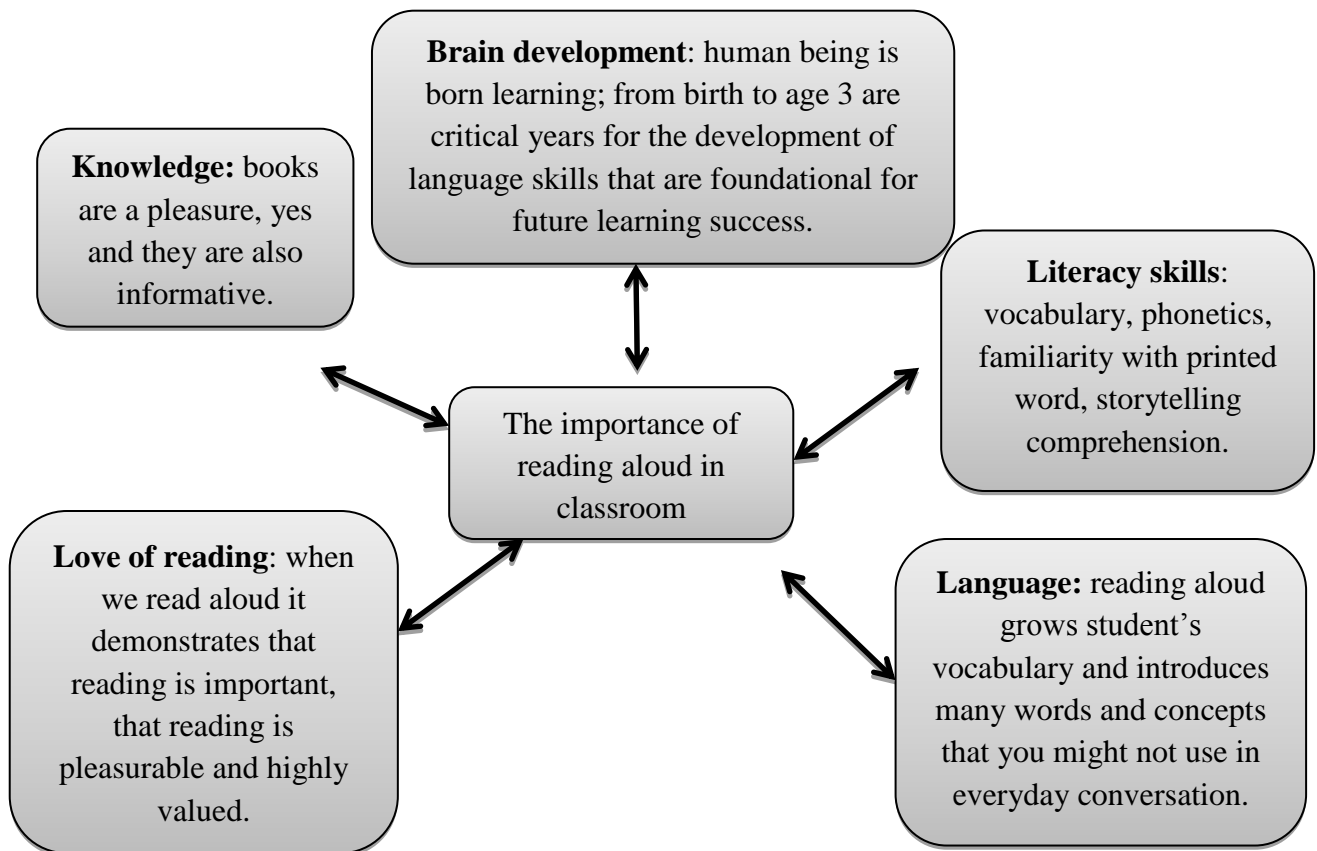 Brain development: human being is
born learning; from birth to age 3 are
critical years for the development of
language skills that are foundational for
future learning success.
Knowledge: books
are a pleasure, yes
and they are also
informative.
Literacy skills:
vocabulary, phonetics,
familiarity with printed
word, storytelling
comprehension.
The importance of
reading aloud in
classroom
Love of reading: when
we read aloud it
demonstrates that
reading is important,
that reading is
pleasurable and highly
valued.
Language: reading aloud
grows student’s
vocabulary and introduces
many words and concepts
that you might not use in
everyday conversation.